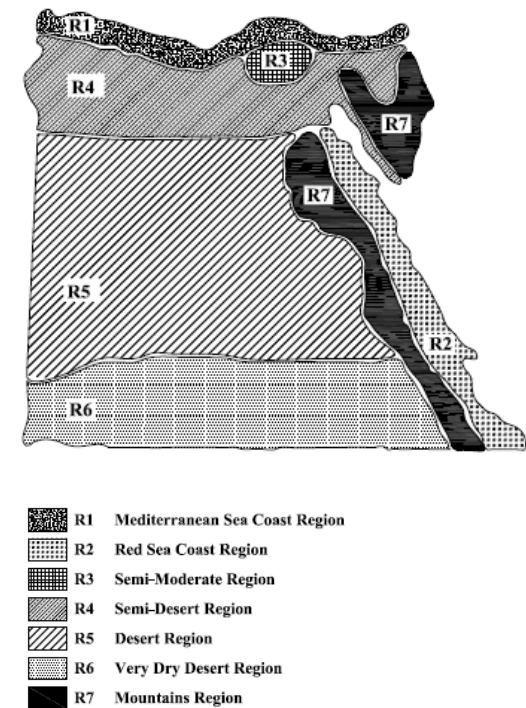 R1
R3
R4
R7
R7
R5
R2
R6
R1 Mediterranean Sea Coast Region
R2 Red Sea Coast Region
R3 Semi-Moderate Region
R4 Semi-Desert Region
R5 Desert Region
R6 Very Dry Desert Region
R7 Mountains Region